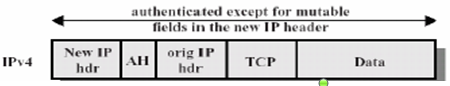 authenticated except for mutable
fields in the new IP header
IPv4
New IP hdr
AH
orig IP hdr
TCP
Data